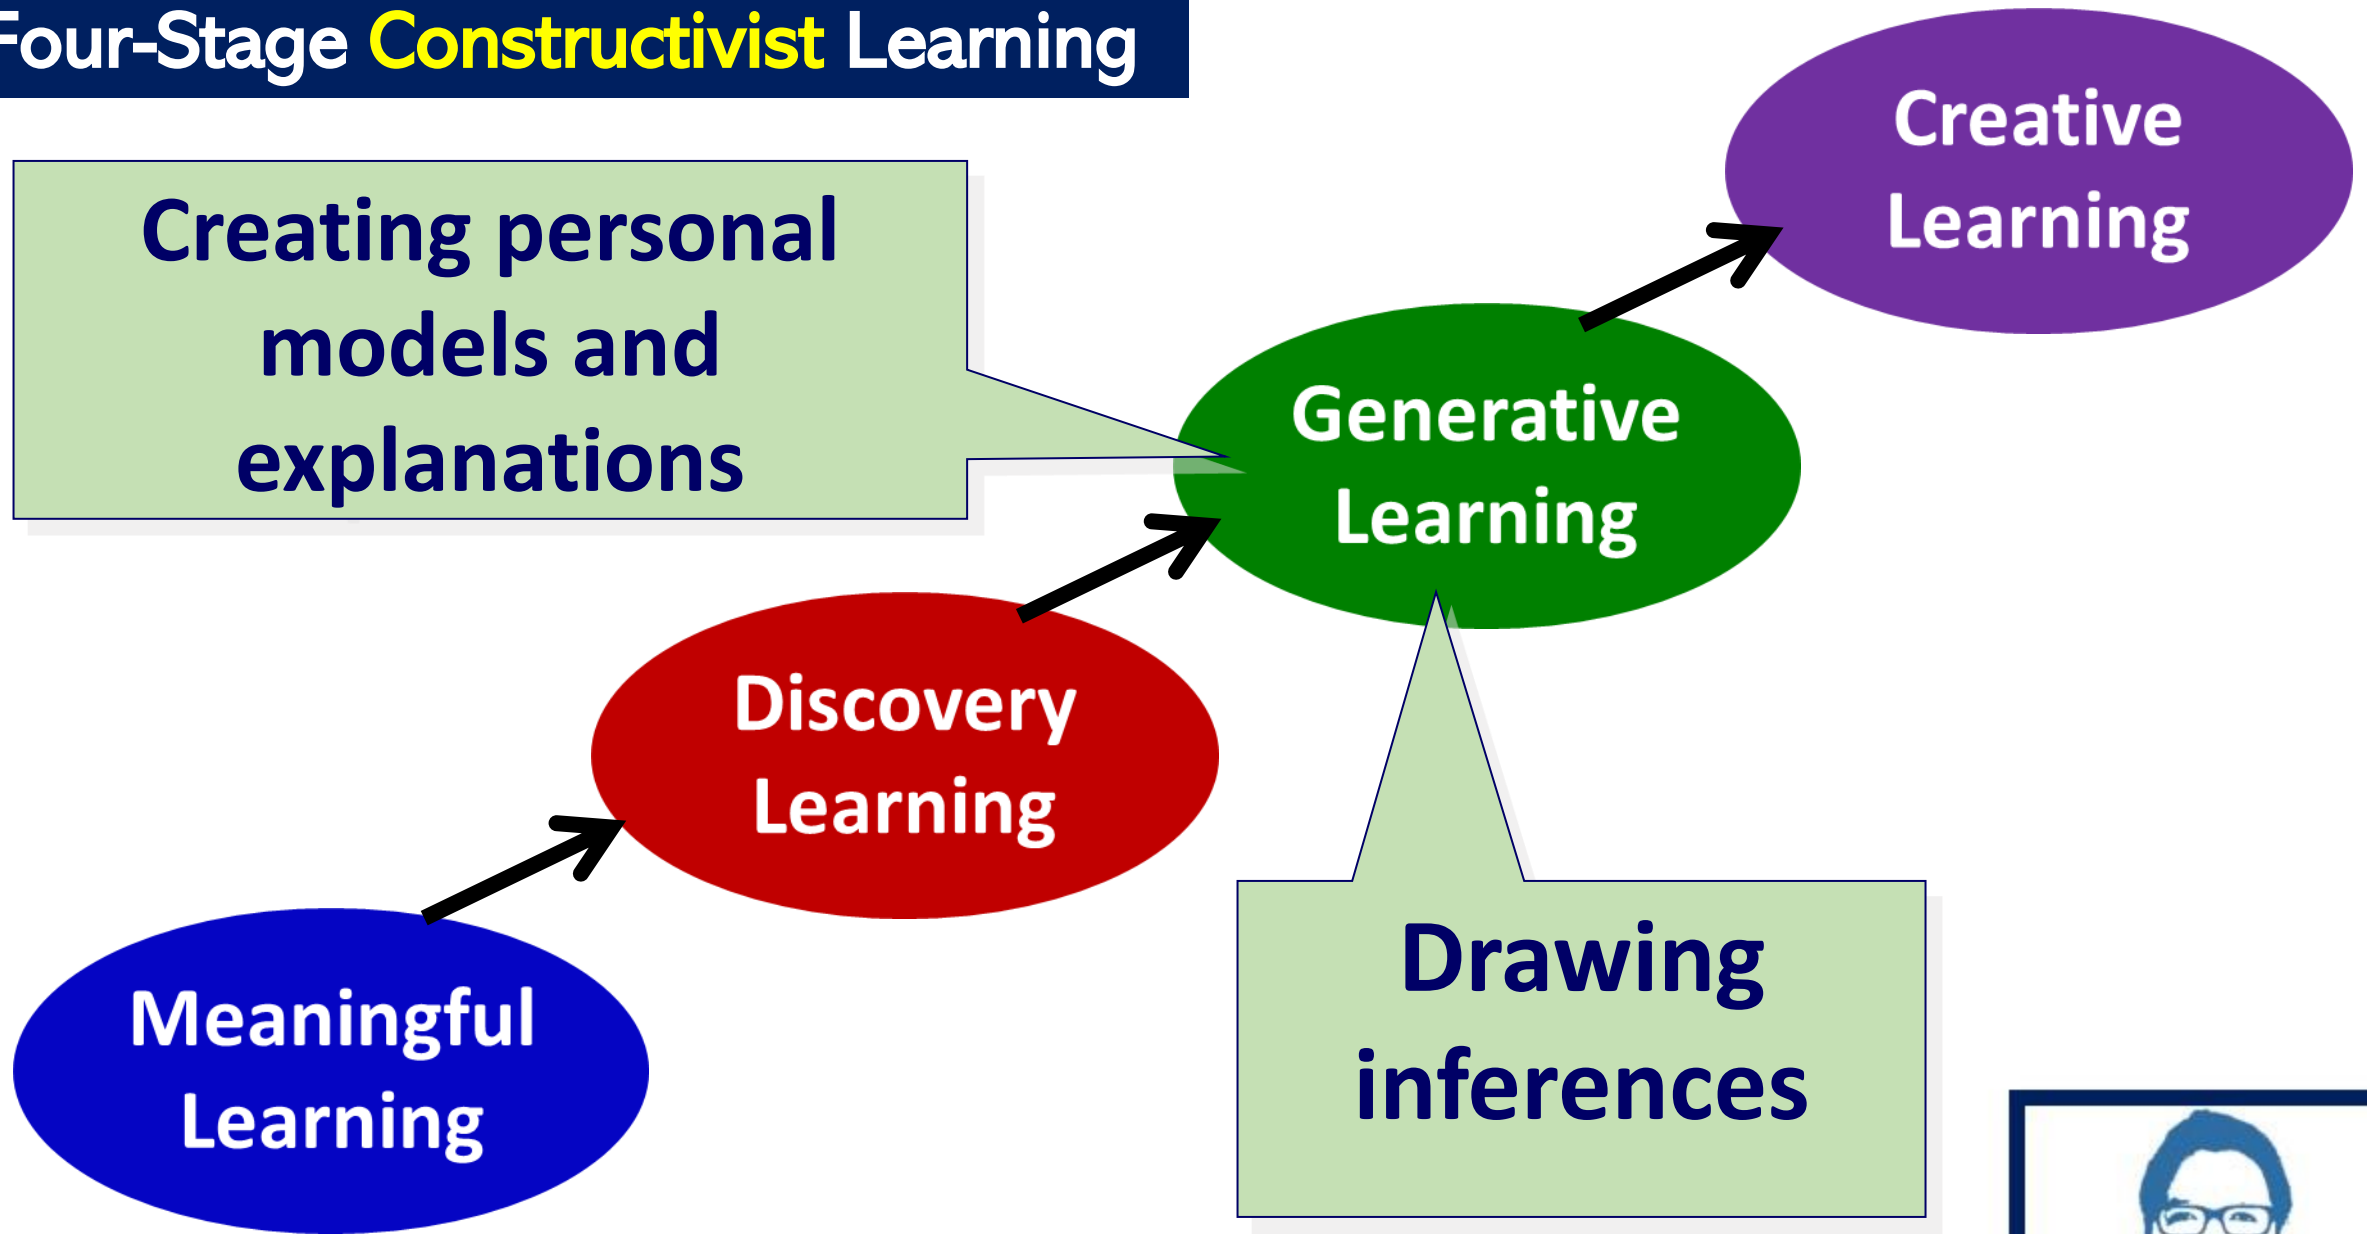 Four-Stage Constructivist Learning
Creative
Learning
Creating personal
models and
explanations
Generative
Learning
Discovery
Learning
Drawing
inferences
Meaningful
Learning